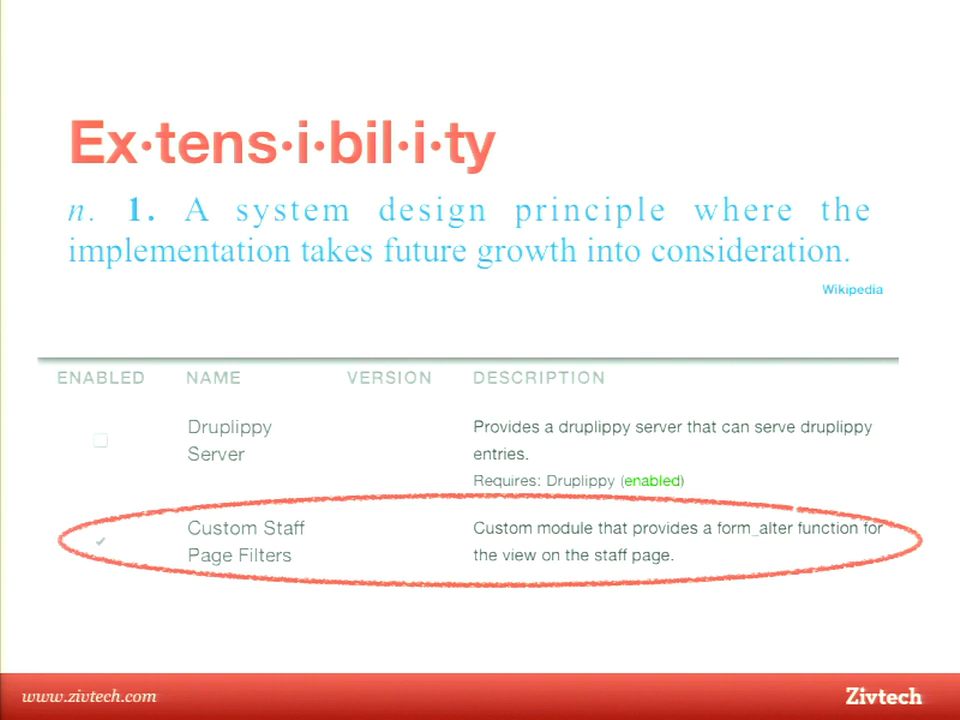 Ex·tens·i·bil·i·ty
n. 1. A system design principle where the
implementation takes future growth into consideration.
Wikipedia
ENABLED NAME VERSION DESCRIPTION
Druplippy Provides a druplippy server that can serve druplippy
Server entries.
Requires: Druplippy (enabled)
Custom Staff Custom module that provides a form_alter function for
Page Filters the view on the staff page.
www.zivtech.com Zivtech